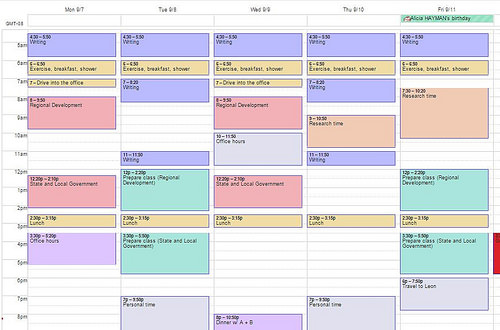 Mon 9/7
Tue 9/8
Wed 9/9
Thu 9/10
Fri 9/11
Alicia HAYMAN's birthday
GMT-05
5am
6am
7am
8am
9am
10am
11am
12pm
1pm
2pm
3pm
4pm
5pm
6pm
7pm
8pm
4:30 – 5:50
Writing
6 – 6:50
Exercise, breakfast, shower
7 – Drive into the office
8 – 9:50
Regional Development
12:20p – 2:10p
State and Local Government
2:30p – 3:15p
Lunch
3:30p – 5:20p
Office hours
4:30 – 5:50
Writing
6 – 6:50
Exercise, breakfast, shower
7 – 8:20
Writing
11 – 11:50
Writing
12p – 2:20p
Prepare class (Regional
Development)
2:30p – 3:15p
Lunch
3:30p – 5:50p
Prepare class (State and Local
Government)
7p – 9:50p
Personal time
4:30 – 5:50
Writing
6 – 6:50
Exercise, breakfast, shower
7 – Drive into the office
8 – 9:50
Regional Development
10 – 11:50
Office hours
12:20p – 2:10p
State and Local Government
2:30p – 3:15p
Lunch
8p – 10:50p
Dinner w/ A + B
4:30 – 5:50
Writing
6 – 6:50
Exercise, breakfast, shower
7 – 8:20
Writing
9 – 10:50
Research time
11 – 11:50
Writing
2:30p – 3:15p
Lunch
7p – 9:50p
Personal time
4:30 – 5:50
Writing
6 – 6:50
Exercise, breakfast, shower
7:30 – 10:20
Research time
12p – 2:20p
Prepare class (Regional
Development)
2:30p – 3:15p
Lunch
3:30p – 5:50p
Prepare class (State and Local
Government)
6p – 7:50p
Travel to Leon